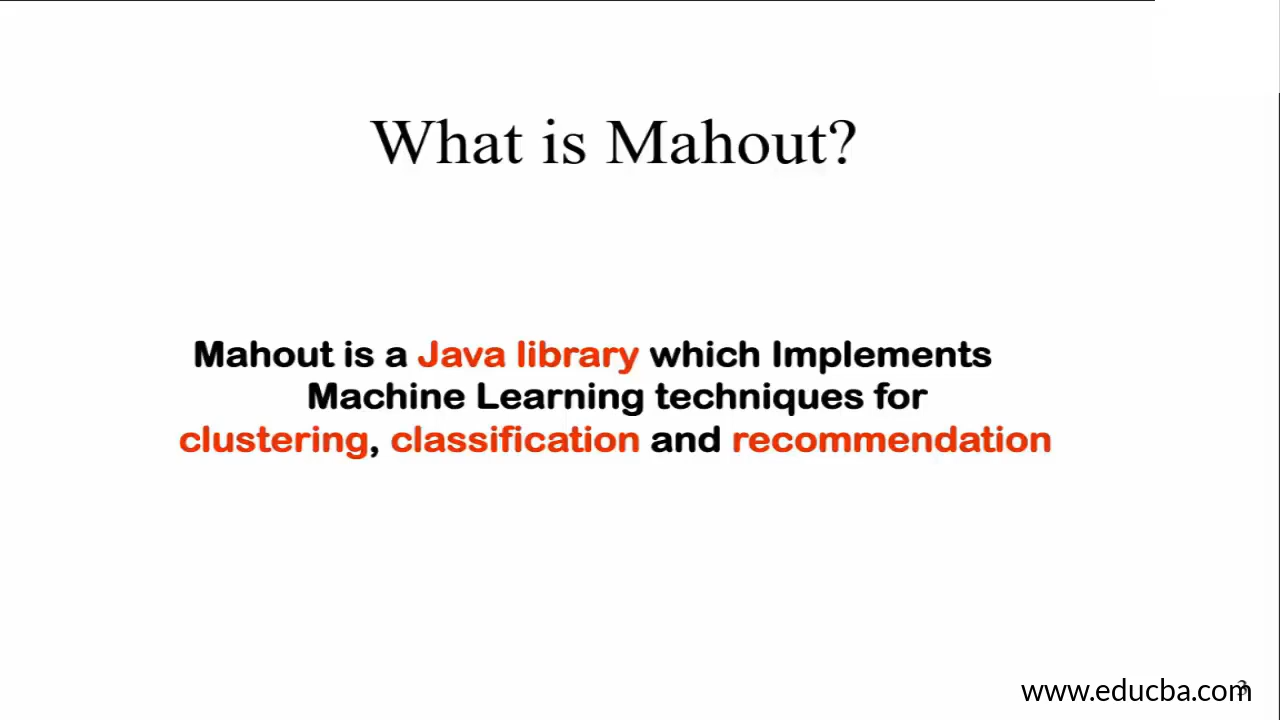 What is Mahout?
Mahout is a Java library which Implements
Machine Learning techniques for
clustering, classification and recommendation
www.educba.com
3